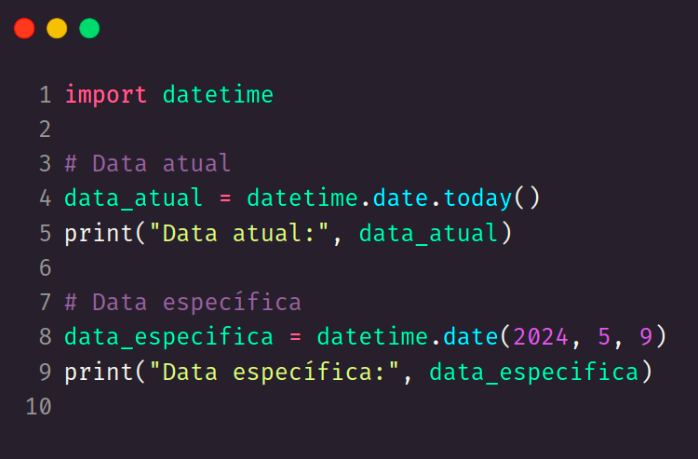 1 import datetime
2
3 # Data atual
4 data_atual = datetime.date.today()
5 print("Data atual:", data_atual)
6
7 # Data específica
8 data_especifica = datetime.date(2024, 5, 9)
9 print("Data específica:", data_especifica)
10